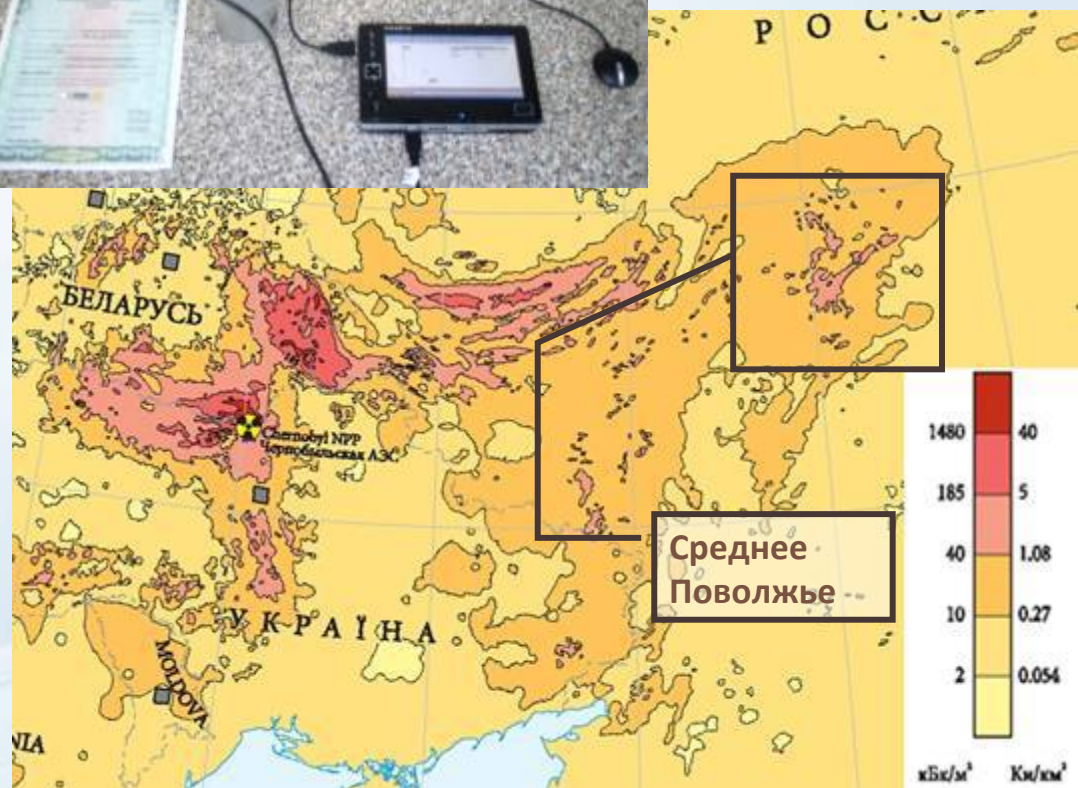 Р О С С
БЕЛАРУСЬ
Chernobyl NPP
Чернобыльская АЭС
1480 40
185 5
40 1.08
10 0.27
2 0.054
кБк/м² Ки/км²
Среднее
Поволжье
У К Р А Ї Н А
MOLDOVA
NIA